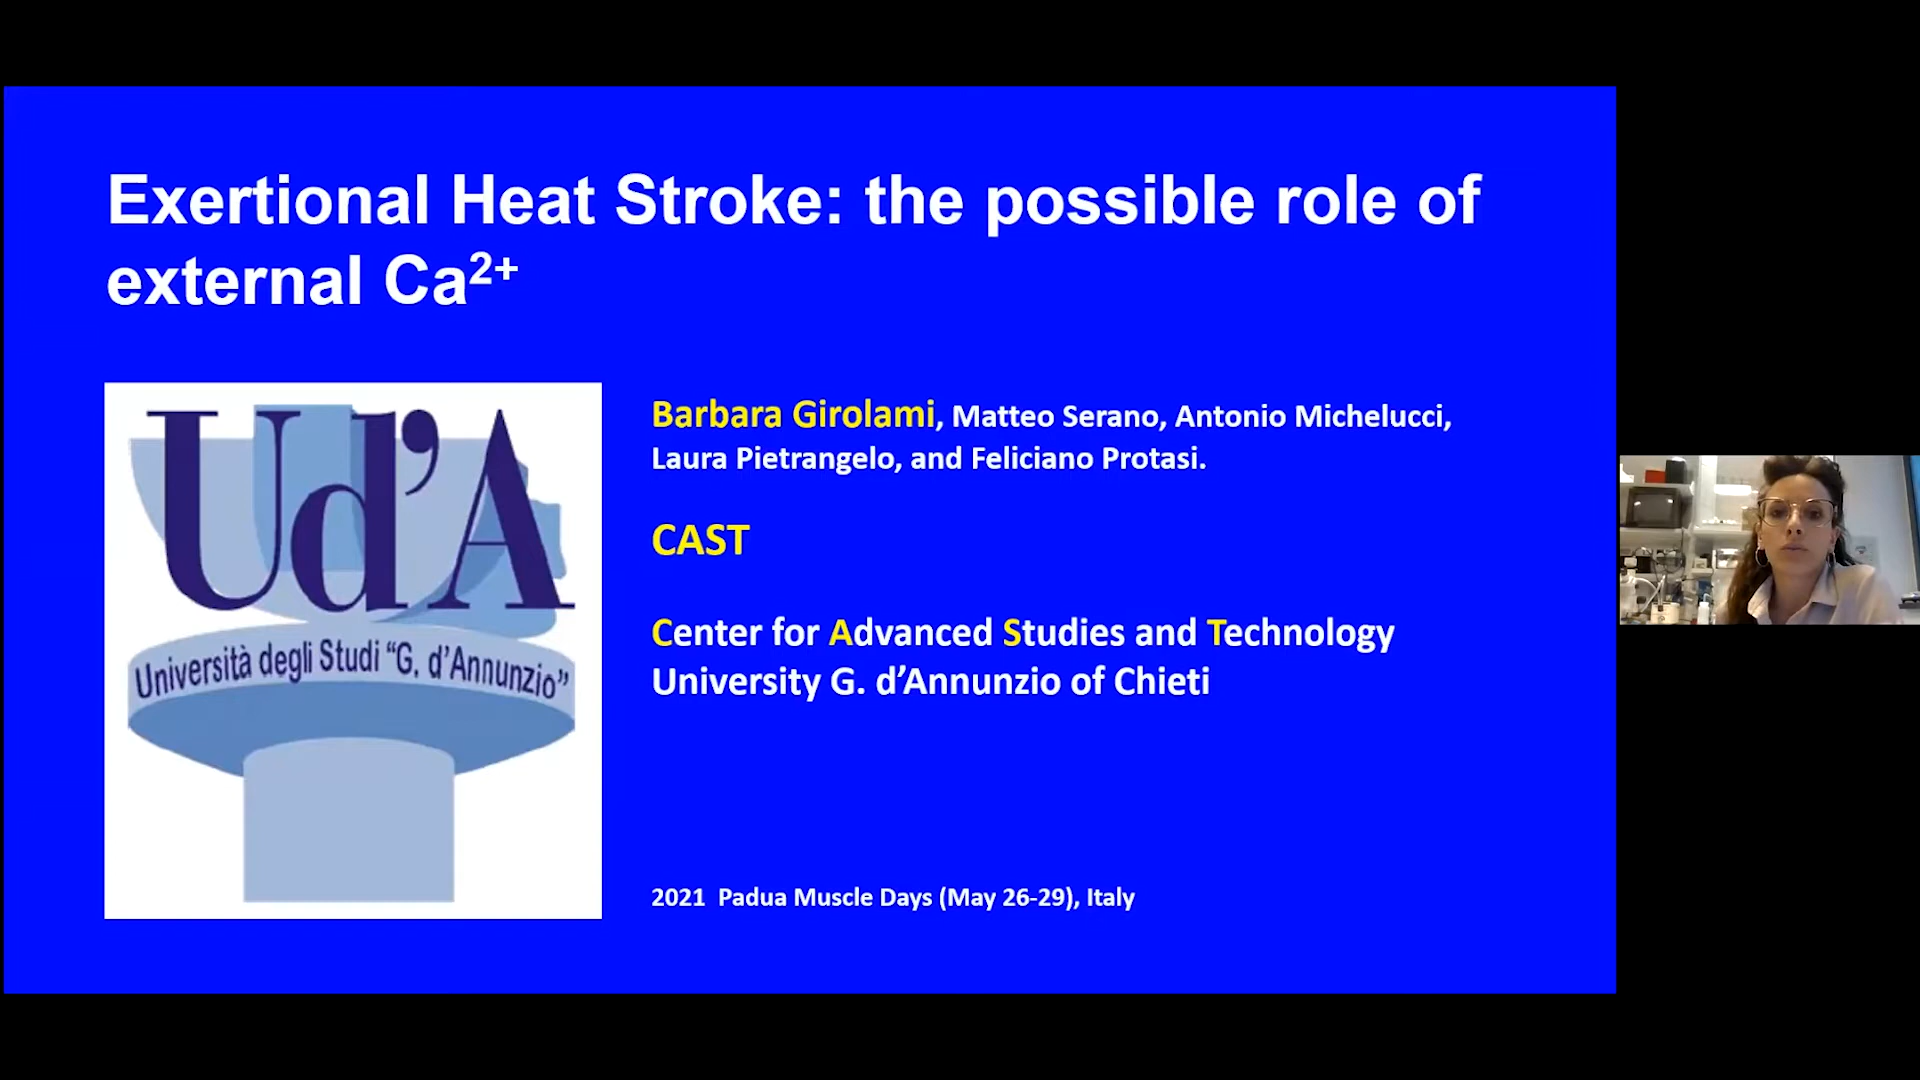 Exertional Heat Stroke: the possible role of
external Ca²⁺
Ud'A
Università degli Studi “G. d’Annunzio”
Barbara Girolami, Matteo Serano, Antonio Michelucci,
Laura Pietrangelo, and Feliciano Protasi.
CAST
Center for Advanced Studies and Technology
University G. d’Annunzio of Chieti
2021 Padua Muscle Days (May 26-29), Italy